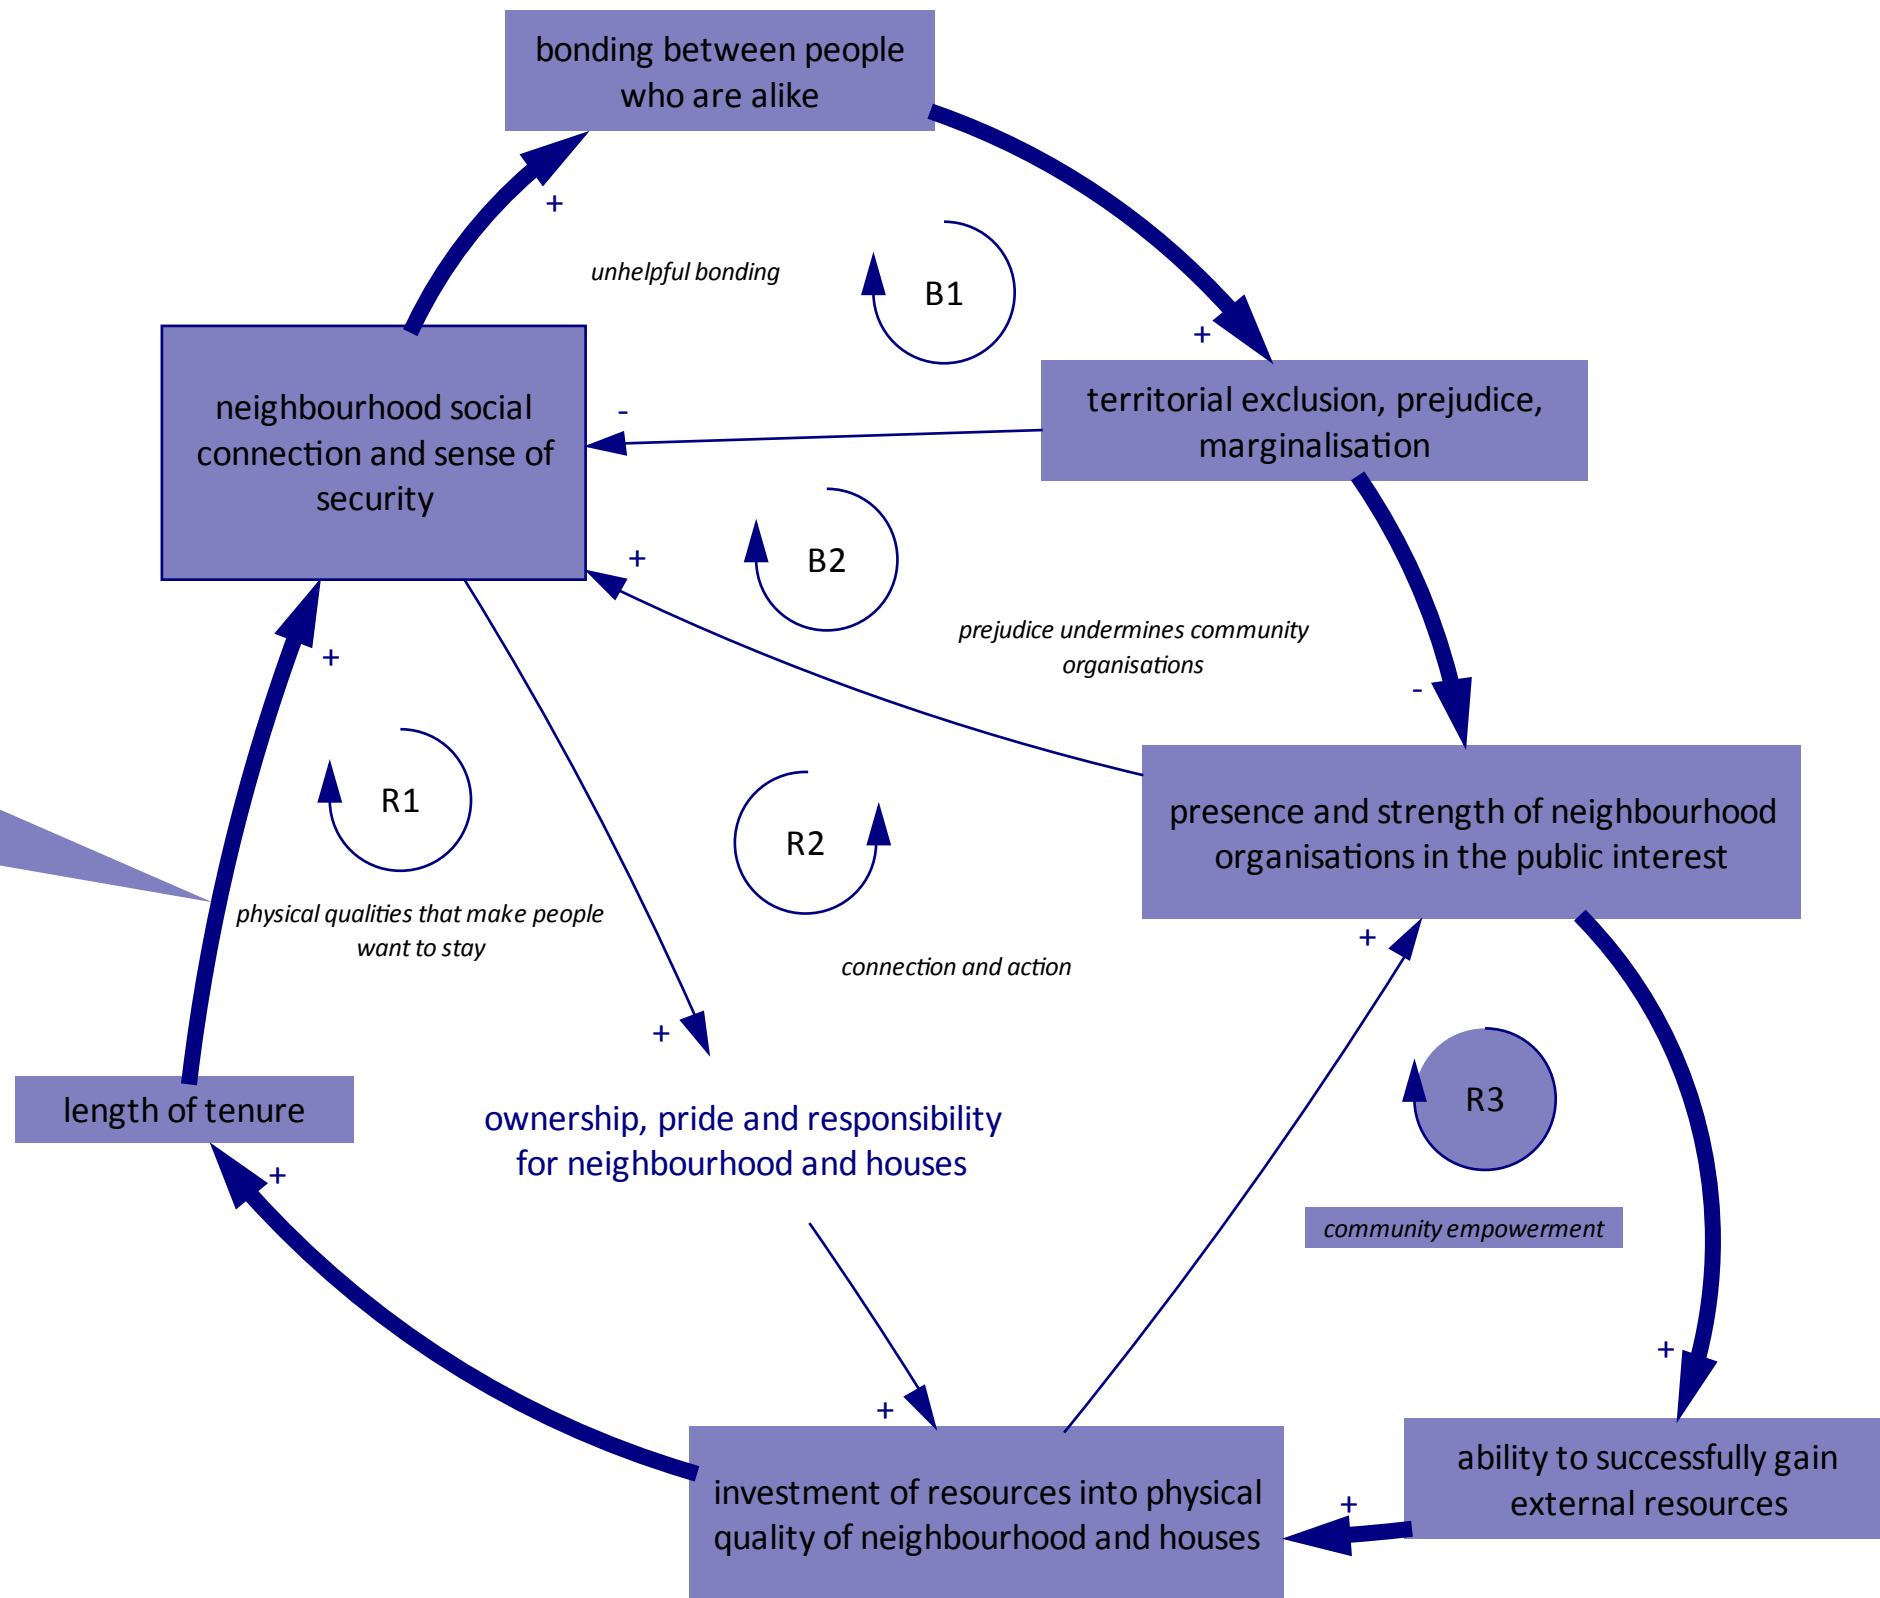 bonding between people
who are alike
+
unhelpful bonding
B1
+
neighbourhood social
connection and sense of
security
-
territorial exclusion, prejudice,
marginalisation
B2
+
prejudice undermines community
organisations
-
+
R1
R2
presence and strength of neighbourhood
organisations in the public interest
physical qualities that make people
want to stay
connection and action
+
+
length of tenure
ownership, pride and responsibility
for neighbourhood and houses
R3
+
community empowerment
+
+
investment of resources into physical
quality of neighbourhood and houses
+
ability to successfully gain
external resources